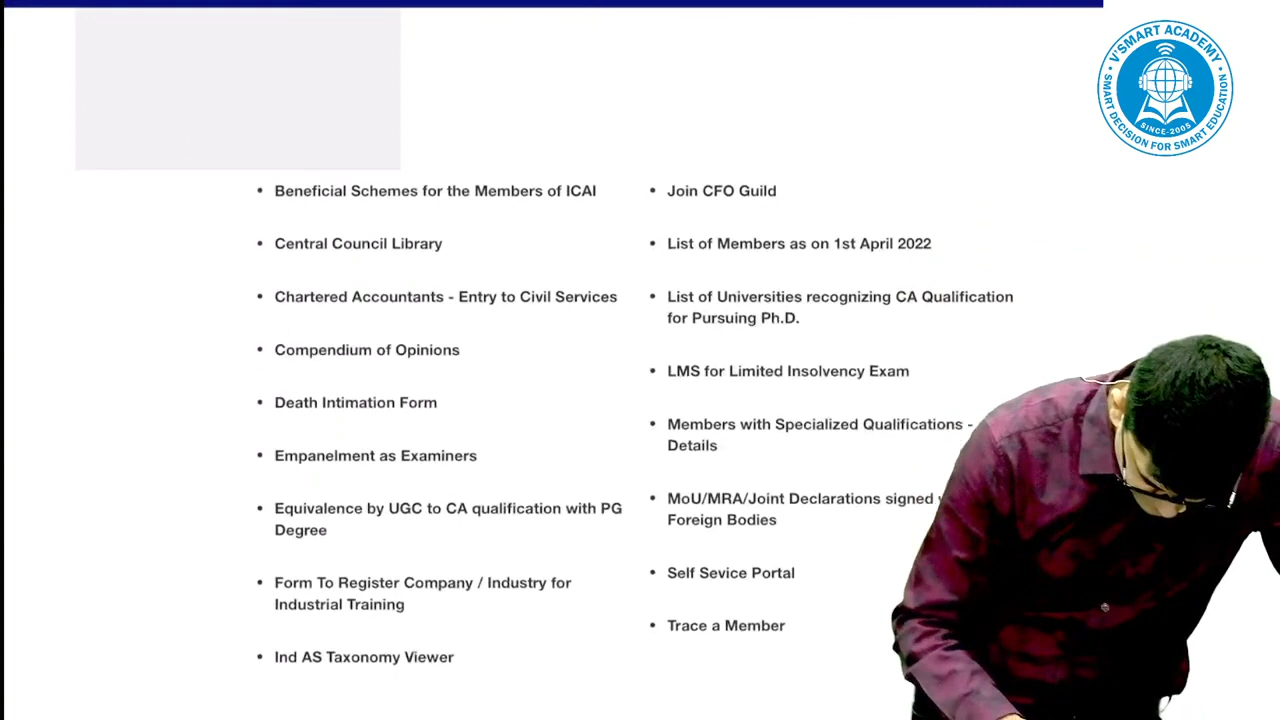 V'SMART ACADEMY
SMART DECISION FOR SMART EDUCATION
SINCE-2005
Beneficial Schemes for the Members of ICAI
Central Council Library
Chartered Accountants - Entry to Civil Services
Compendium of Opinions
Death Intimation Form
Empanelment as Examiners
Equivalence by UGC to CA qualification with PG
Degree
Form To Register Company / Industry for
Industrial Training
Ind AS Taxonomy Viewer
Join CFO Guild
List of Members as on 1st April 2022
List of Universities recognizing CA Qualification
for Pursuing Ph.D.
LMS for Limited Insolvency Exam
Members with Specialized Qualifications -
Details
MoU/MRA/Joint Declarations signed
Foreign Bodies
Self Sevice Portal
Trace a Member